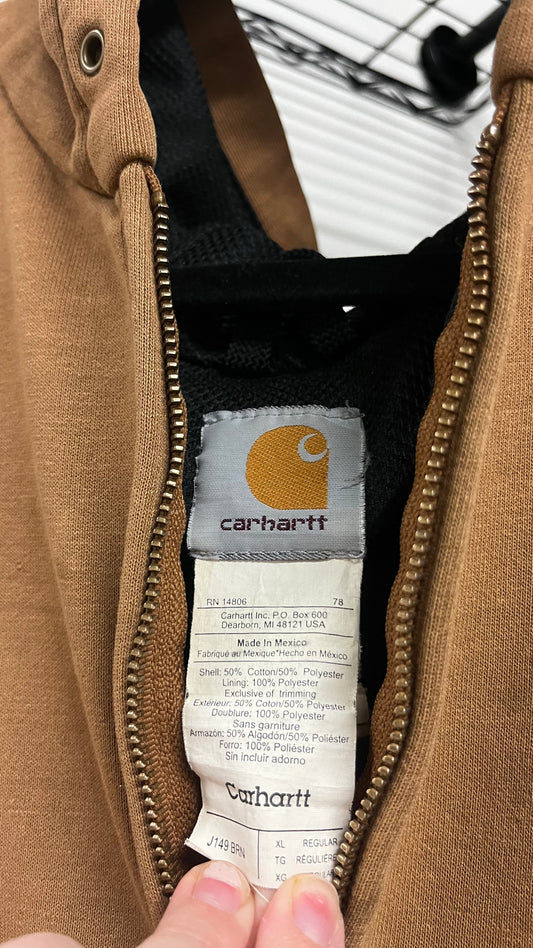 carhartt
RN 14806 78
Carhartt Inc. P.O. Box 600
Dearborn, MI 48121 USA
Made In Mexico
Fabriqué au Mexique*Hecho en México
Shell: 50% Cotton/50% Polyester
Lining: 100% Polyester
Exclusive of trimming
Extérieur: 50% Coton/50% Polyester
Doublure: 100% Polyester
Sans garniture
Armazón: 50% Algodón/50% Poliéster
Forro: 100% Poliéster
Sin incluir adorno
Carhartt
J149 BRN
XL REGULAR
TG RÉGULIÈRE
XG